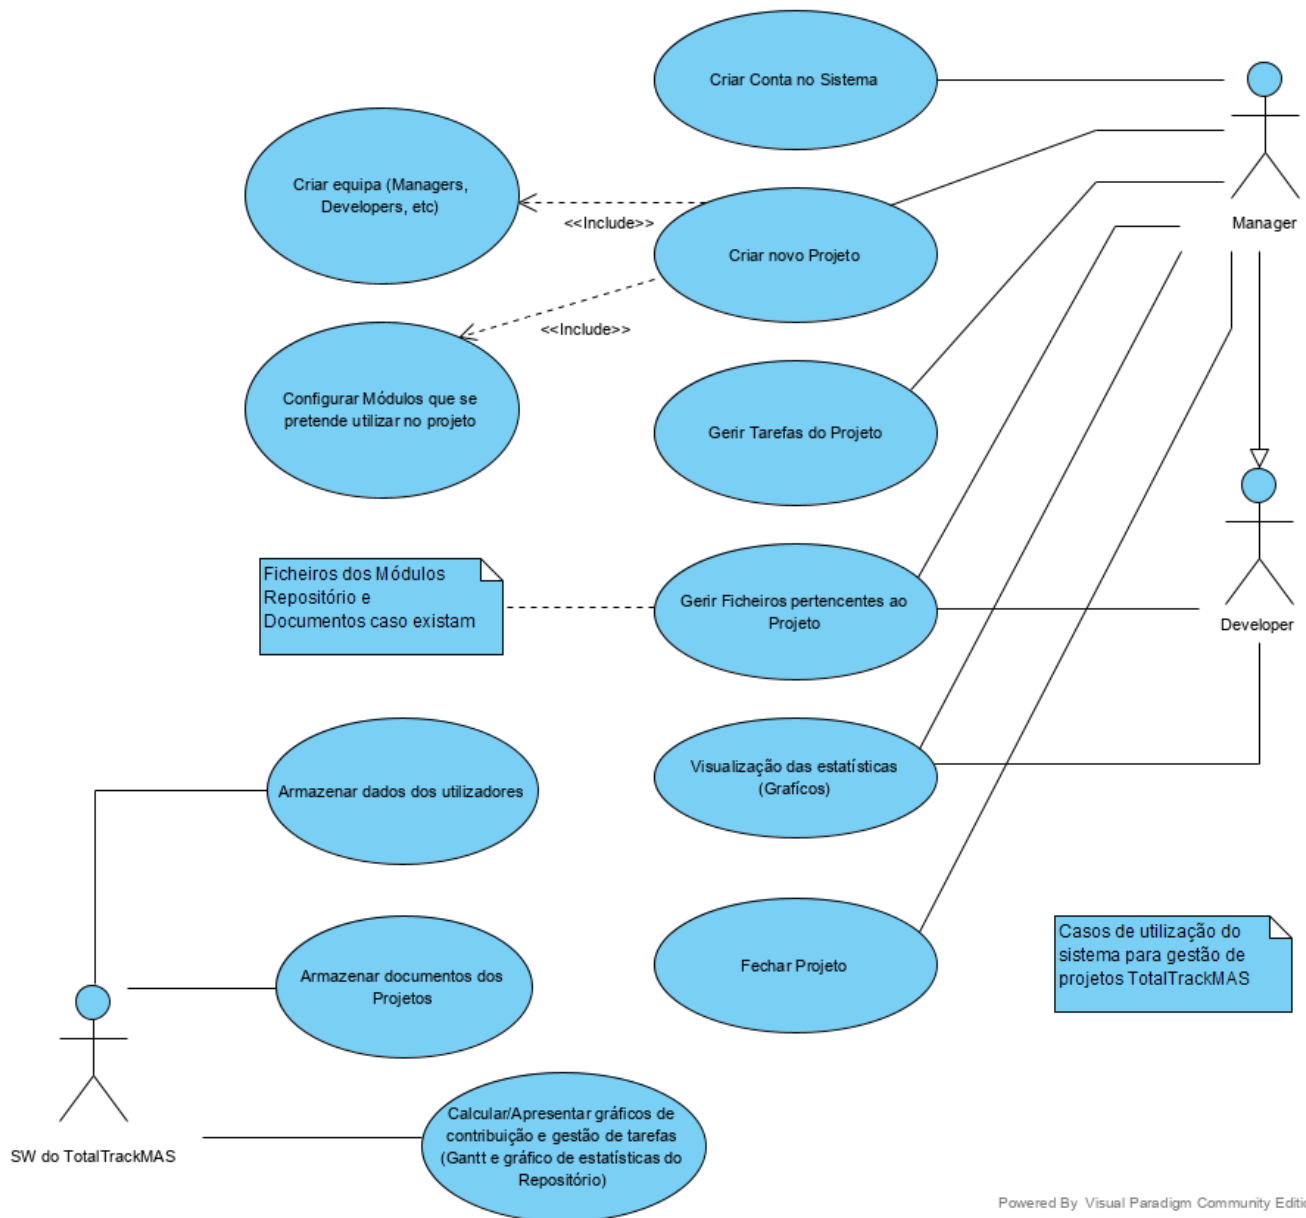 Criar Conta no Sistema
Manager
Criar equipa (Managers,
Developers, etc)
<<Include>>
Criar novo Projeto
<<Include>>
Configurar Módulos que se
pretende utilizar no projeto
Gerir Tarefas do Projeto
Ficheiros dos Módulos
Repositório e
Documentos caso existam
Gerir Ficheiros pertencentes ao
Projeto
Developer
Armazenar dados dos utilizadores
Visualização das estatísticas
(Grafícos)
Armazenar documentos dos
Projetos
Fechar Projeto
Casos de utilização do
sistema para gestão de
projetos TotalTrackMAS
SW do TotalTrackMAS
Calcular/Apresentar gráficos de
contribuição e gestão de tarefas
(Gantt e gráfico de estatísticas do
Repositório)
Powered By Visual Paradigm Community Editio